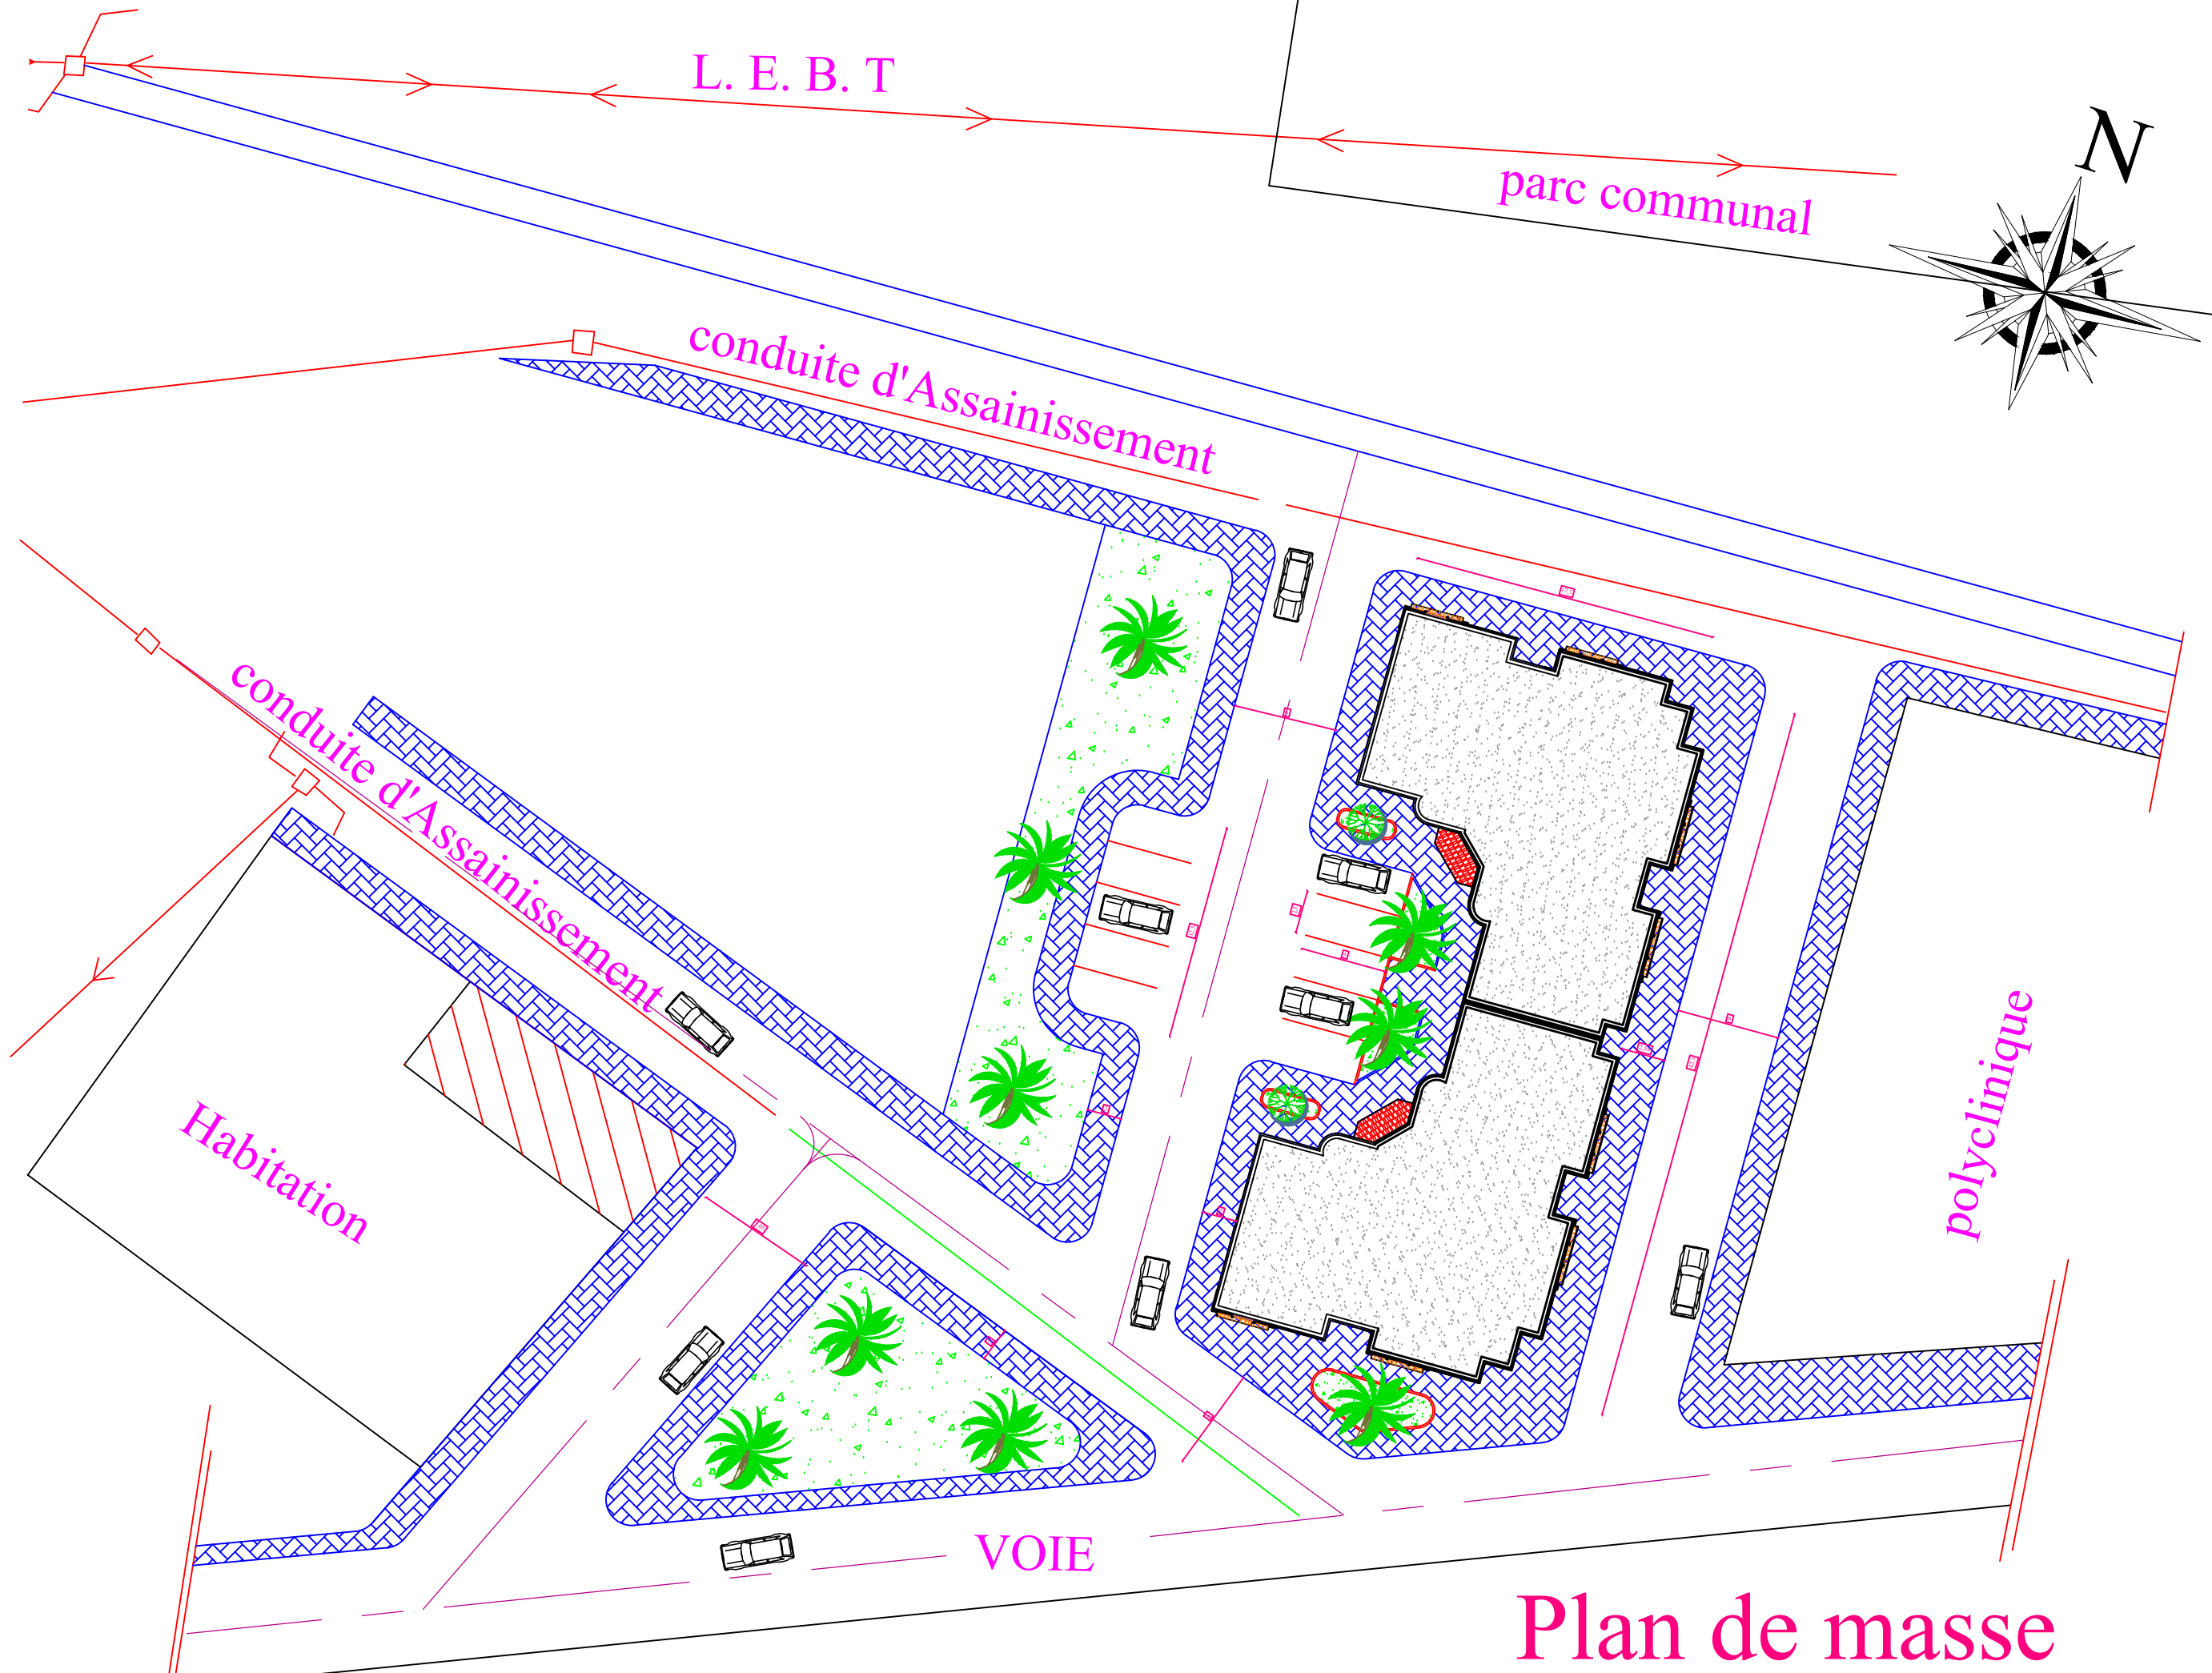 L. E. B. T
N
parc communal
conduite d'Assainissement
conduite d'Assainissement
polyclinique
Habitation
VOIE
Plan de masse